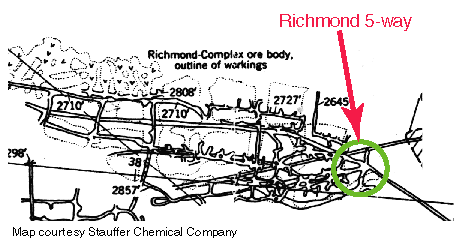 Richmond 5-way
Richmond-Complex ore body,
outline of workings
2808'
2727'
2645
2710'
2710'
298'
38
2857'
Map courtesy Stauffer Chemical Company